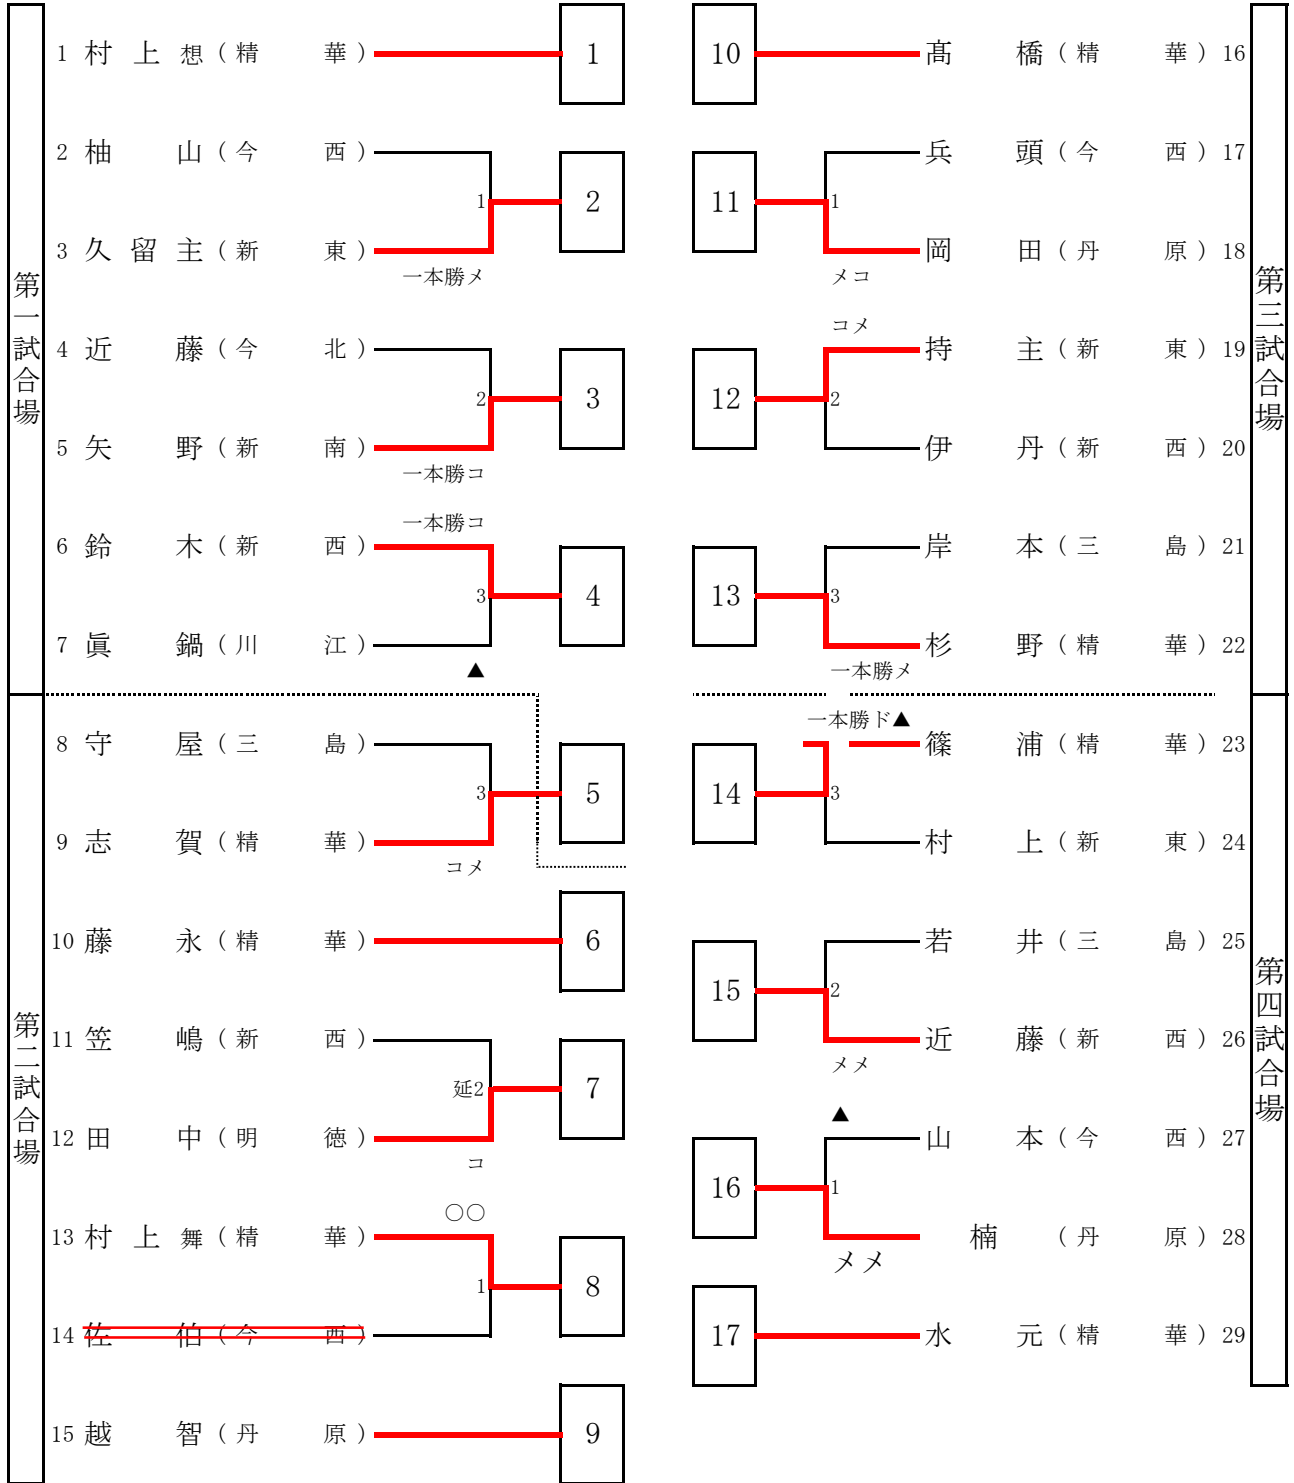 第一試合場
1 村上想（精華） 1
2 柚山（今西）
1 2
3 久留主（新東）
一本勝メ
4 近藤（今北）
2 3
5 矢野（新南）
一本勝コ
一本勝コ
6 鈴木（新西）
3 4
7 眞鍋（川江）
▲
第二試合場
8 守屋（三島）
3 5
9 志賀（精華）
コメ
10 藤永（精華） 6
11 笠嶋（新西）
延2 7
12 田中（明徳）
コ
〇〇
13 村上舞（精華）
1 8
14 佐伯（今西）
15 越智（丹原） 9
第三試合場
10 髙橋（精華）16
兵頭（今西）17
11 1
岡田（丹原）18
メコ
コメ
持主（新東）19
12 2
伊丹（新西）20
岸本（三島）21
13 3
杉野（精華）22
一本勝メ
第四試合場
一本勝ド▲
篠浦（精華）23
14 3
村上（新東）24
若井（三島）25
15 2
近藤（新西）26
メメ
▲
山本（今西）27
16 1
楠（丹原）28
メメ
17 水元（精華）29